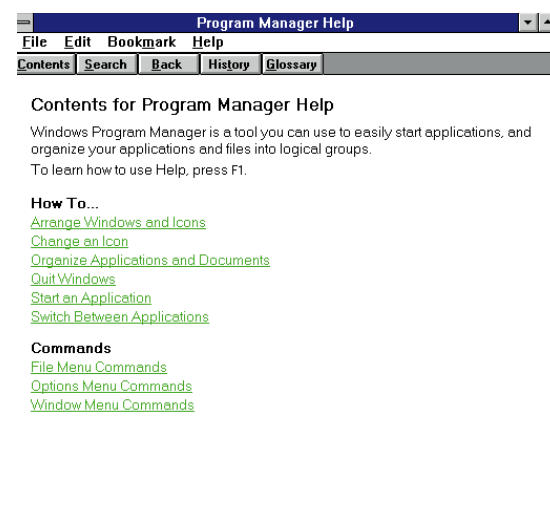 Program Manager Help
File Edit Bookmark Help
Contents Search Back History Glossary
Contents for Program Manager Help
Windows Program Manager is a tool you can use to easily start applications, and
organize your applications and files into logical groups.
To learn how to use Help, press F1.
How To...
Arrange Windows and Icons
Change an Icon
Organize Applications and Documents
Quit Windows
Start an Application
Switch Between Applications
Commands
File Menu Commands
Options Menu Commands
Window Menu Commands